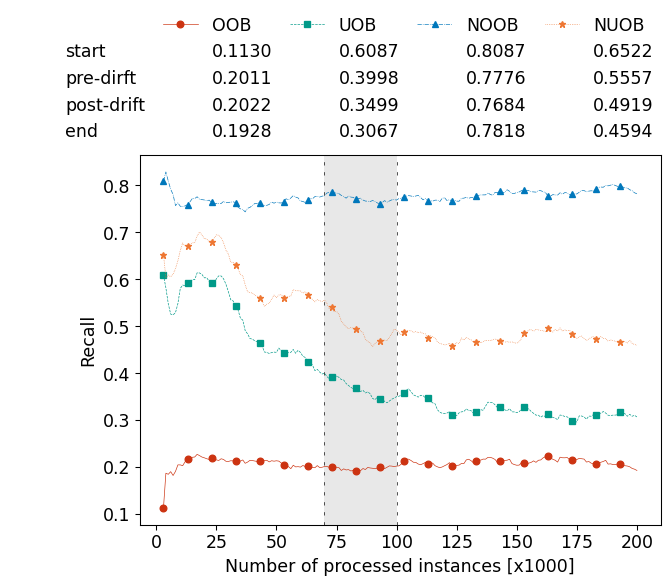 OOB UOB NOOB NUOB
start 0.1130 0.6087 0.8087 0.6522
pre-dirft 0.2011 0.3998 0.7776 0.5557
post-drift 0.2022 0.3499 0.7684 0.4919
end 0.1928 0.3067 0.7818 0.4594
0.8
0.7
0.6
0.5
0.4
0.3
0.2
0.1
Recall
0 25 50 75 100 125 150 175 200
Number of processed instances [x1000]